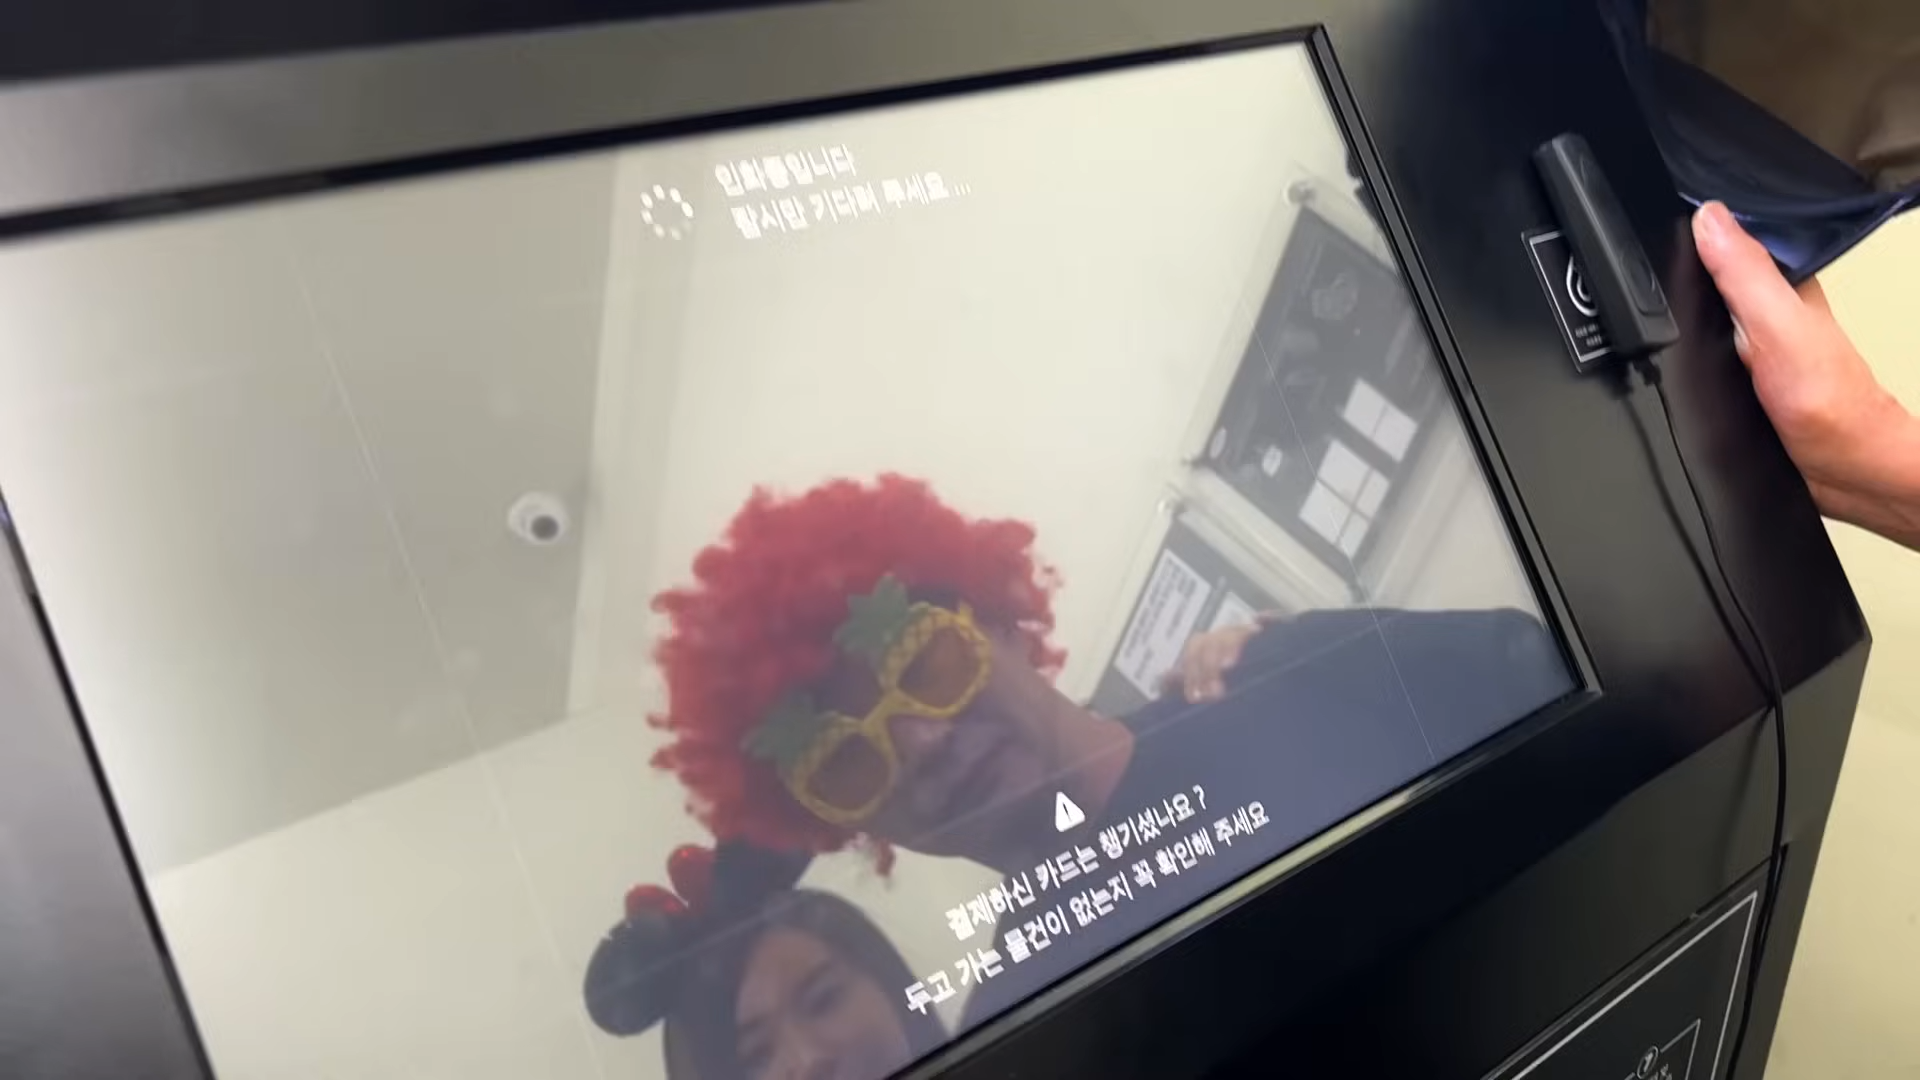 인화중입니다
잠시만 기다려 주세요...
결제하신 카드는 챙기셨나요?
두고 가는 물건이 없는지 꼭 확인해 주세요